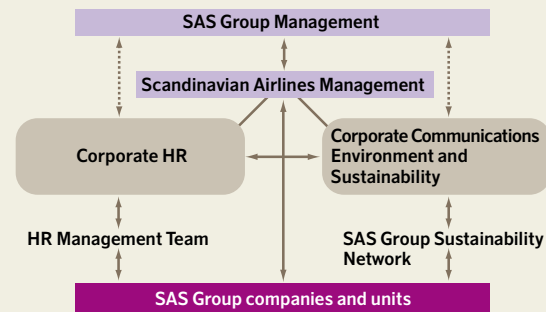 SAS Group Management
Scandinavian Airlines Management
Corporate HR
Corporate Communications
Environment and
Sustainability
HR Management Team
SAS Group Sustainability
Network
SAS Group companies and units